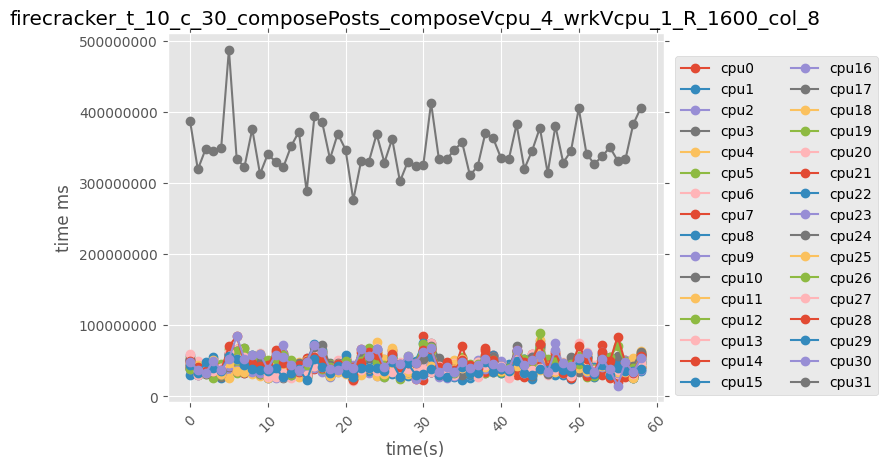 firecracker_t_10_c_30_composePosts_composeVcpu_4_wrkVcpu_1_R_1600_col_8
500000000
400000000
300000000
200000000
100000000
0
time ms
0
10
20
30
40
50
60
time(s)
cpu0
cpu1
cpu2
cpu3
cpu4
cpu5
cpu6
cpu7
cpu8
cpu9
cpu10
cpu11
cpu12
cpu13
cpu14
cpu15
cpu16
cpu17
cpu18
cpu19
cpu20
cpu21
cpu22
cpu23
cpu24
cpu25
cpu26
cpu27
cpu28
cpu29
cpu30
cpu31